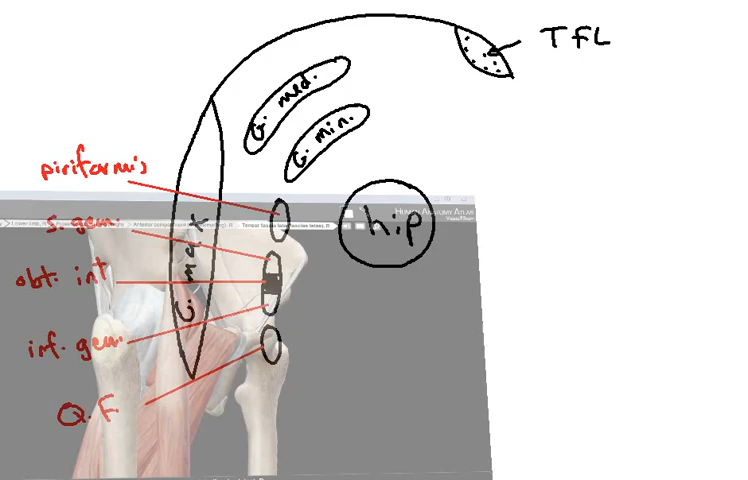 TFL
G. med.
G. min.
piriformis
HUMAN ANATOMY ATLAS
s. gem.
hip
G. max
obt. int
inf. gem.
Q.F